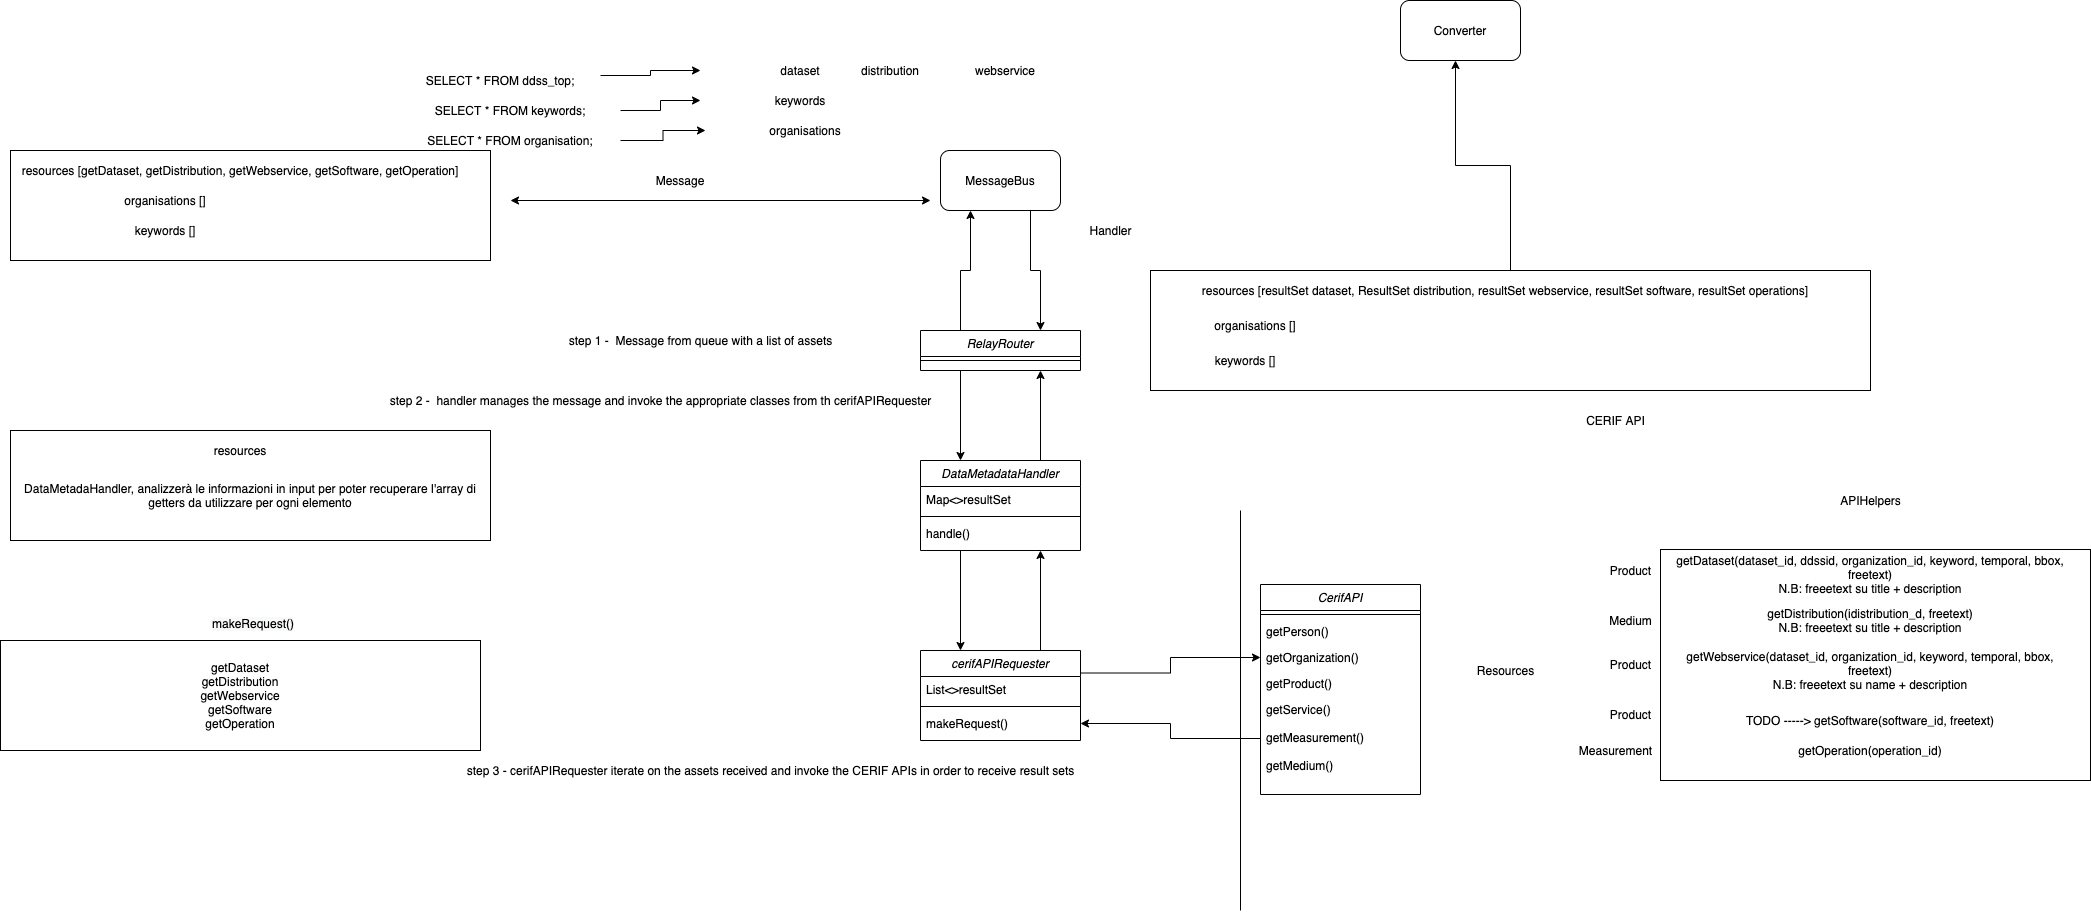 Converter
SELECT * FROM ddss_top;
dataset
distribution
webservice
SELECT * FROM keywords;
keywords
SELECT * FROM organisation;
organisations
resources [getDataset, getDistribution, getWebservice, getSoftware, getOperation]
organisations []
keywords []
Message
MessageBus
Handler
resources [resultSet dataset, ResultSet distribution, resultSet webservice, resultSet software, resultSet operations]
organisations []
keywords []
step 1 -  Message from queue with a list of assets
RelayRouter
step 2 -  handler manages the message and invoke the appropriate classes from th cerifAPIRequester
CERIF API
resources
DataMetadaHandler, analizzerà le informazioni in input per poter recuperare l'array di
getters da utilizzare per ogni elemento
DataMetadataHandler
Map<>resultSet
handle()
APIHelpers
makeRequest()
getDataset
getDistribution
getWebservice
getSoftware
getOperation
cerifAPIRequester
List<>resultSet
makeRequest()
step 3 - cerifAPIRequester iterate on the assets received and invoke the CERIF APIs in order to receive result sets
CerifAPI
getPerson()
getOrganization()
getProduct()
getService()
getMeasurement()
getMedium()
Resources
Product
getDataset(dataset_id, ddssid, organization_id, keyword, temporal, bbox,
freetext)
N.B: freeetext su title + description
Medium
getDistribution(idistribution_d, freetext)
N.B: freeetext su title + description
Product
getWebservice(dataset_id, organization_id, keyword, temporal, bbox,
freetext)
N.B: freeetext su name + description
Product
TODO -----> getSoftware(software_id, freetext)
Measurement
getOperation(operation_id)